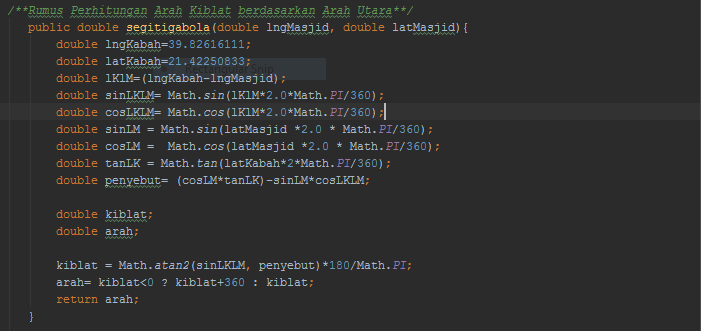 /**Rumus Perhitungan Arah Kiblat berdasarkan Arah Utara**/
public double segitigabola(double lngMasjid, double latMasjid){
double lngKabah=39.82616111;
double latKabah=21.42250833;
double lKlM=(lngKabah-lngMasjid);
double sinLKLM= Math.sin(lKlM*2.0*Math.PI/360);
double cosLKLM= Math.cos(lKlM*2.0*Math.PI/360);
double sinLM = Math.sin(latMasjid *2.0 * Math.PI/360);
double cosLM =  Math.cos(latMasjid *2.0 * Math.PI/360);
double tanLK = Math.tan(latKabah*2*Math.PI/360);
double penyebut= (cosLM*tanLK)-sinLM*cosLKLM;
double kiblat;
double arah;
kiblat = Math.atan2(sinLKLM, penyebut)*180/Math.PI;
arah= kiblat<0 ? kiblat+360 : kiblat;
return arah;
}